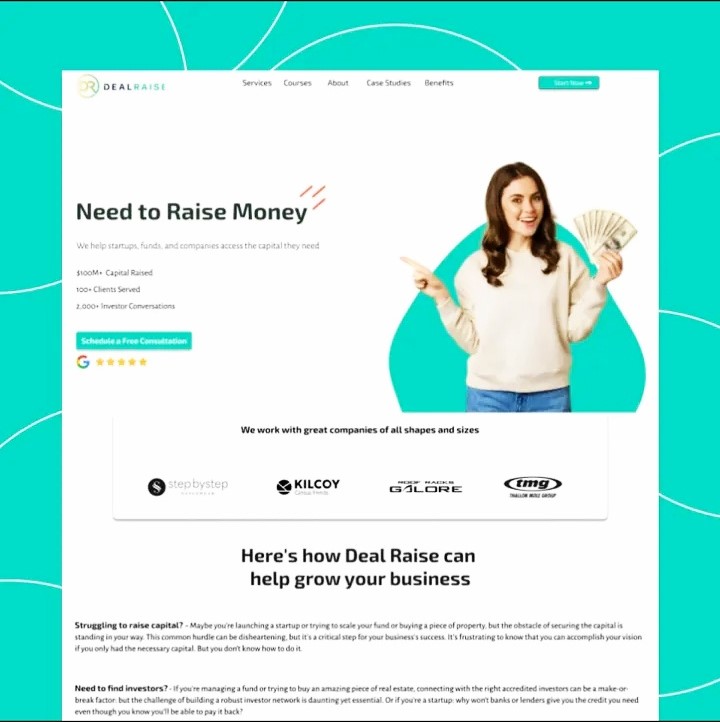 DR DEALRAISE
Services Courses About Case Studies Benefits
Start Now
Need to Raise Money
We help startups, funds, and companies access the capital they need
$100M+ Capital Raised
100+ Clients Served
2,000+ Investor Conversations
Schedule a Free Consultation
G
We work with great companies of all shapes and sizes
stepbystep
KILCOY
ROOF RACKS
GALORE
tmg
Here's how Deal Raise can
help grow your business
Struggling to raise capital? - Maybe you're launching a startup or trying to scale your fund or buying a piece of property, but the obstacle of securing the capital is
standing in your way. This common hurdle can be disheartening, but it's a critical step for your business's success. It's frustrating to know that you can accomplish your vision
if you only had the necessary capital. But you don't know how to do it.
Need to find investors? - If you're managing a fund or trying to buy an amazing piece of real estate, connecting with the right accredited investors can be a make-or-
break factor: but the challenge of building a robust investor network is daunting yet essential. Or if you're a startup: why won't banks or lenders give you the credit you need
even though you know you'll be able to pay it back?